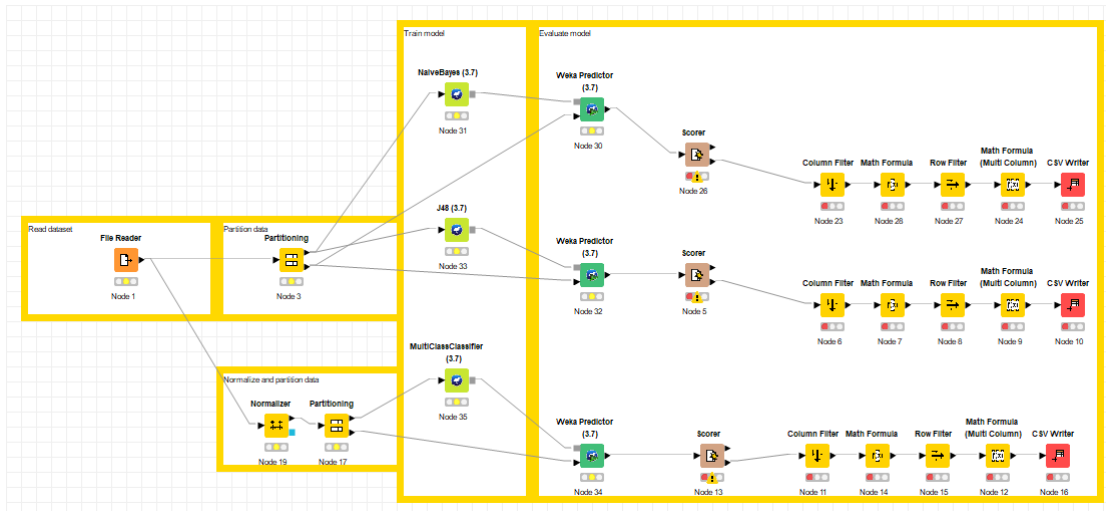 Train model
Evaluate model
NaiveBayes (3.7)
Node 31
Weka Predictor
(3.7)
Node 30
Scorer
Node 26
Column Filter
Node 23
Math Formula
Node 28
Row Filter
Node 27
Math Formula
(Multi Column)
Node 24
CSV Writer
Node 25
Read dataset
File Reader
Node 1
Partition data
Partitioning
Node 3
J48 (3.7)
Node 33
Weka Predictor
(3.7)
Node 32
Scorer
Node 5
Column Filter
Node 6
Math Formula
Node 7
Row Filter
Node 8
Math Formula
(Multi Column)
Node 9
CSV Writer
Node 10
Normalize and partition data
Normalizer
Node 19
Partitioning
Node 17
MultiClassClassifier
(3.7)
Node 35
Weka Predictor
(3.7)
Node 34
Scorer
Node 13
Column Filter
Node 11
Math Formula
Node 14
Row Filter
Node 15
Math Formula
(Multi Column)
Node 12
CSV Writer
Node 16